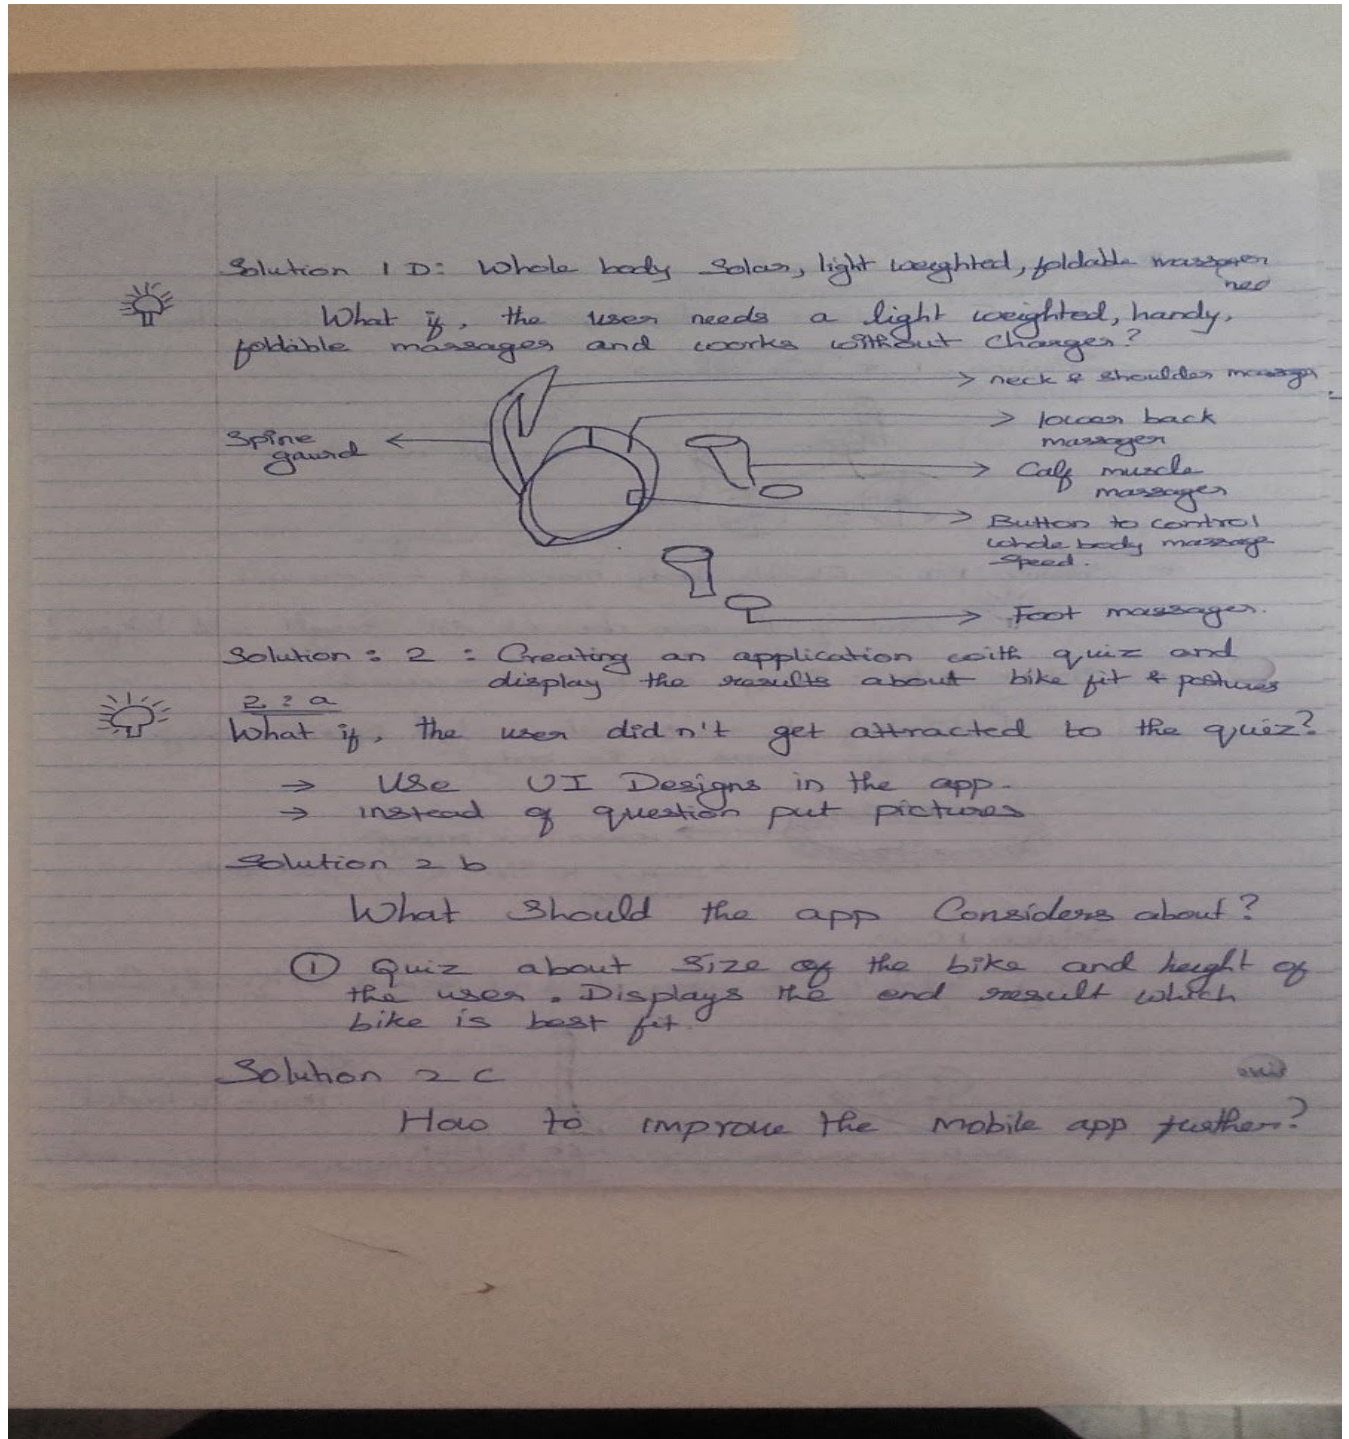 Solution 1 D: Whole body Solar, light weighted, foldable massager
What if, the user needs a light weighted, handy,
foldable massages and works without charger?
neck & shoulder massager
lower back
massager
Spine
gaurd
Calf muscle
massager
Button to control
whole body massage
speed.
Foot massager.
Solution : 2 : Creating an application with quiz and
display the results about bike fit & postures
2 : a
What if, the user didn't get attracted to the quiz?
→ Use UI Designs in the app.
→ instead of question put pictures
Solution 2 b
What should the app Considers about?
① Quiz about size of the bike and height of
the user. Displays the end result which
bike is best fit.
Solution 2 c
How to improve the mobile app further?